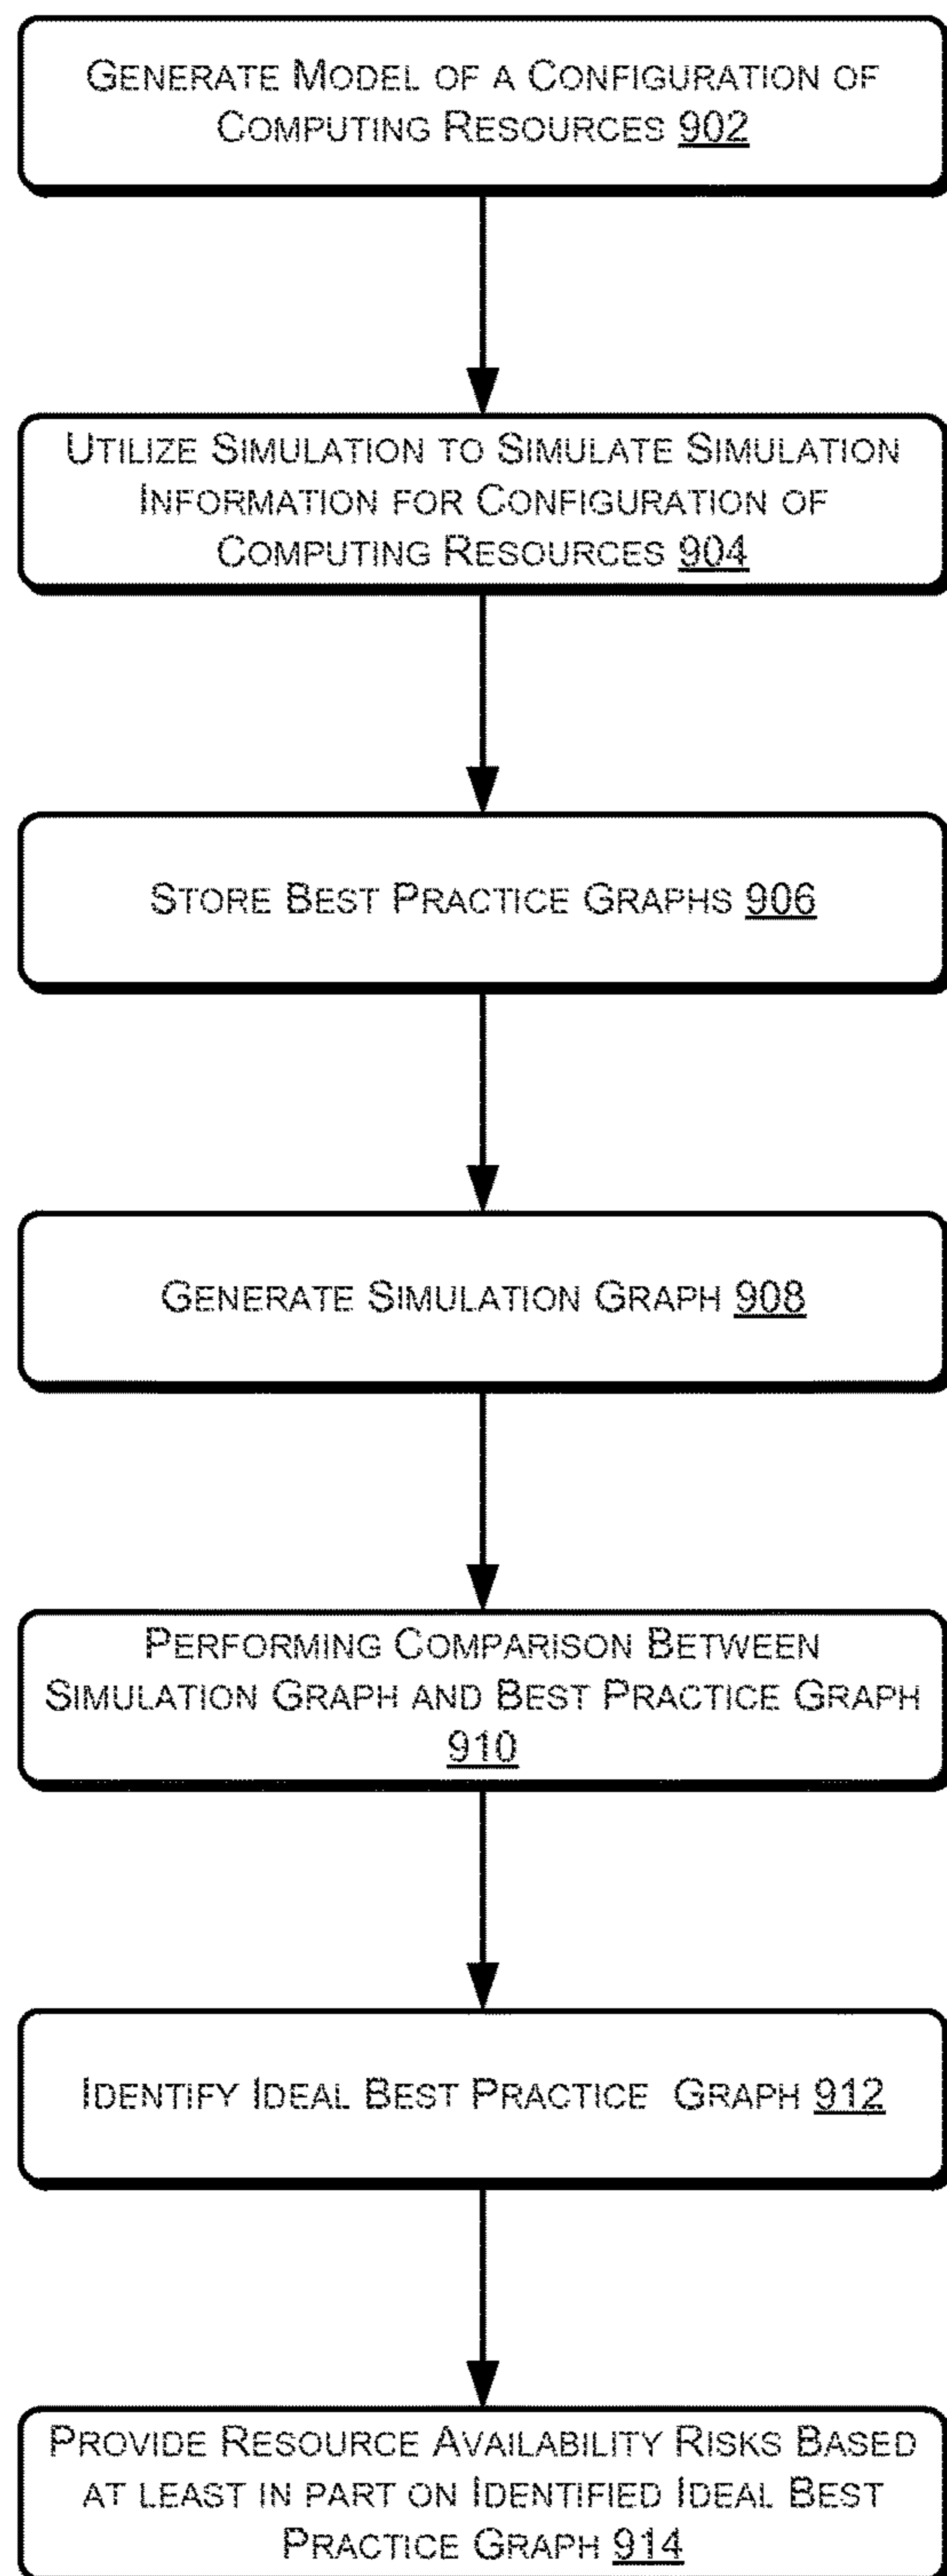 GENERATE MODEL OF A CONFIGURATION OF
COMPUTING RESOURCES 902
UTILIZE SIMULATION TO SIMULATE SIMULATION
INFORMATION FOR CONFIGURATION OF
COMPUTING RESOURCES 904
STORE BEST PRACTICE GRAPHS 906
GENERATE SIMULATION GRAPH 908
PERFORMING COMPARISON BETWEEN
SIMULATION GRAPH AND BEST PRACTICE GRAPH
910
IDENTIFY IDEAL BEST PRACTICE GRAPH 912
PROVIDE RESOURCE AVAILABILITY RISKS BASED
AT LEAST IN PART ON IDENTIFIED IDEAL BEST
PRACTICE GRAPH 914